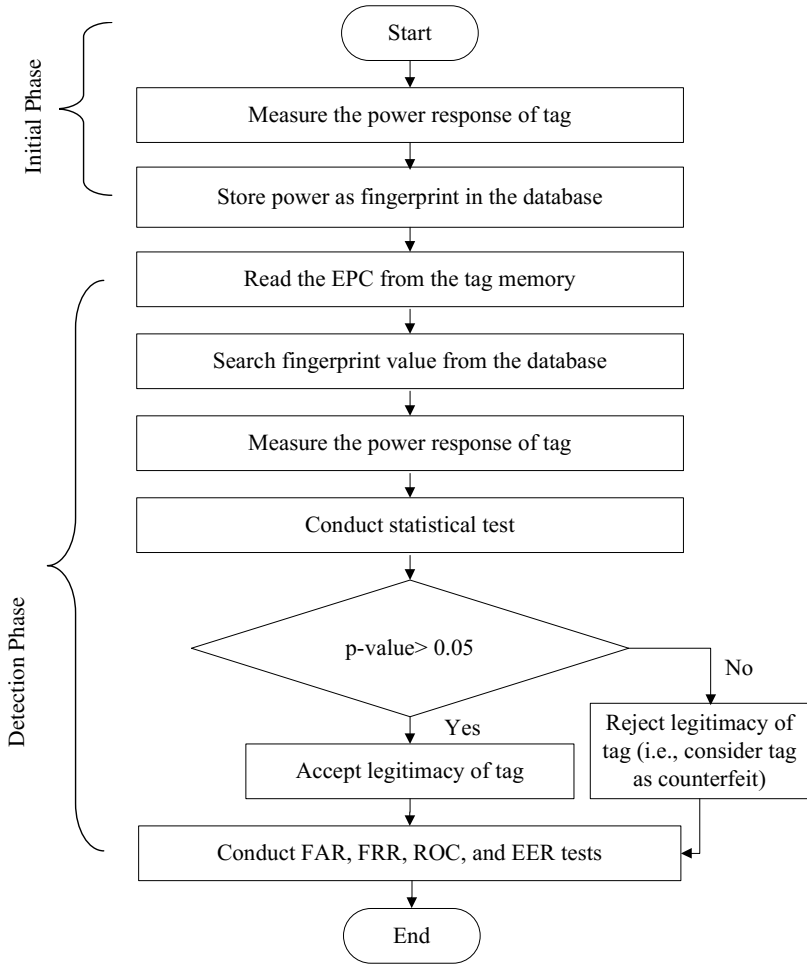 Start
Initial Phase
Measure the power response of tag
Store power as fingerprint in the database
Read the EPC from the tag memory
Search fingerprint value from the database
Measure the power response of tag
Conduct statistical test
Detection Phase
p-value> 0.05
No
Yes
Reject legitimacy of
tag (i.e., consider tag
as counterfeit)
Accept legitimacy of tag
Conduct FAR, FRR, ROC, and EER tests
End